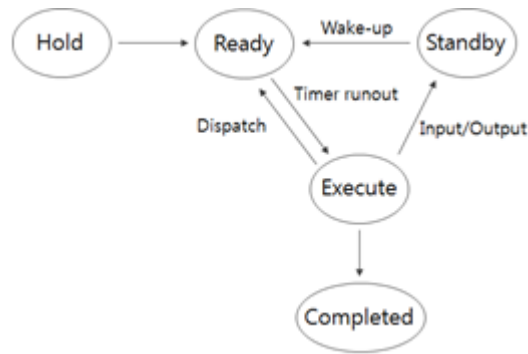 Hold
Ready
Wake-up
Standby
Timer runout
Dispatch
Input/Output
Execute
Completed